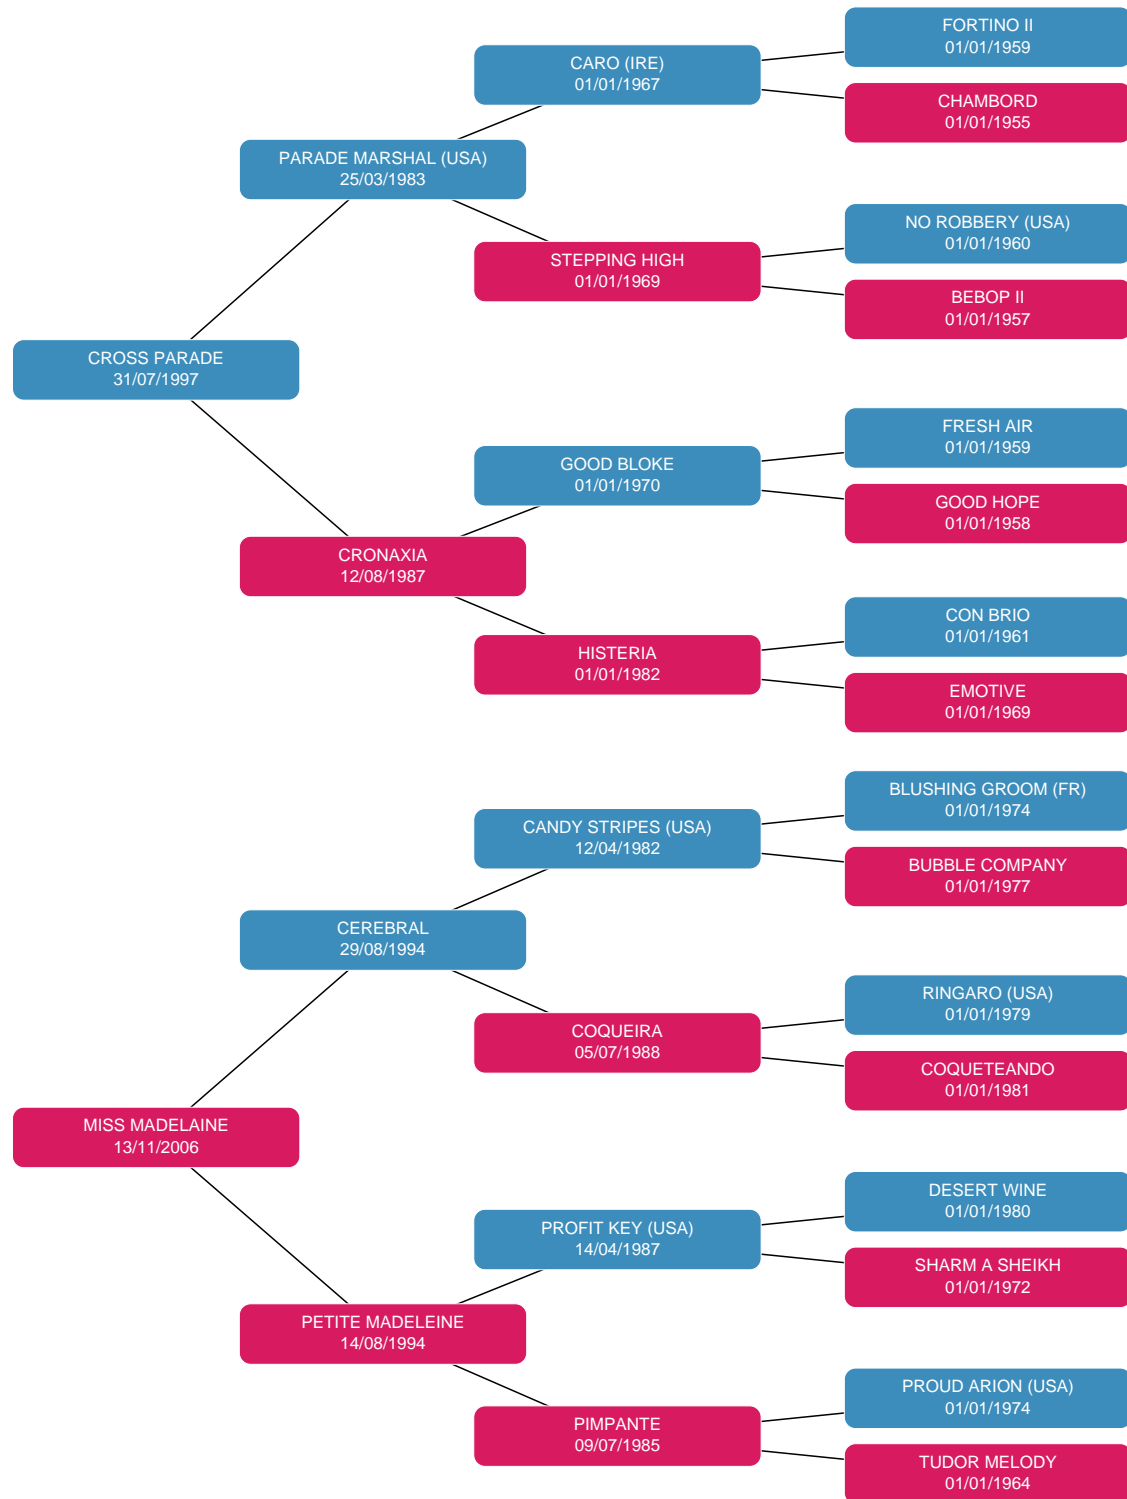 FORTINO II
01/01/1959
CARO (IRE)
01/01/1967
CHAMBORD
01/01/1955
PARADE MARSHAL (USA)
25/03/1983
NO ROBBERY (USA)
01/01/1960
STEPPING HIGH
01/01/1969
BEBOP II
01/01/1957
CROSS PARADE
31/07/1997
FRESH AIR
01/01/1959
GOOD BLOKE
01/01/1970
GOOD HOPE
01/01/1958
CRONAXIA
12/08/1987
CON BRIO
01/01/1961
HISTERIA
01/01/1982
EMOTIVE
01/01/1969
BLUSHING GROOM (FR)
01/01/1974
CANDY STRIPES (USA)
12/04/1982
BUBBLE COMPANY
01/01/1977
CEREBRAL
29/08/1994
RINGARO (USA)
01/01/1979
COQUEIRA
05/07/1988
COQUETEANDO
01/01/1981
MISS MADELAINE
13/11/2006
DESERT WINE
01/01/1980
PROFIT KEY (USA)
14/04/1987
SHARM A SHEIKH
01/01/1972
PETITE MADELEINE
14/08/1994
PROUD ARION (USA)
01/01/1974
PIMPANTE
09/07/1985
TUDOR MELODY
01/01/1964